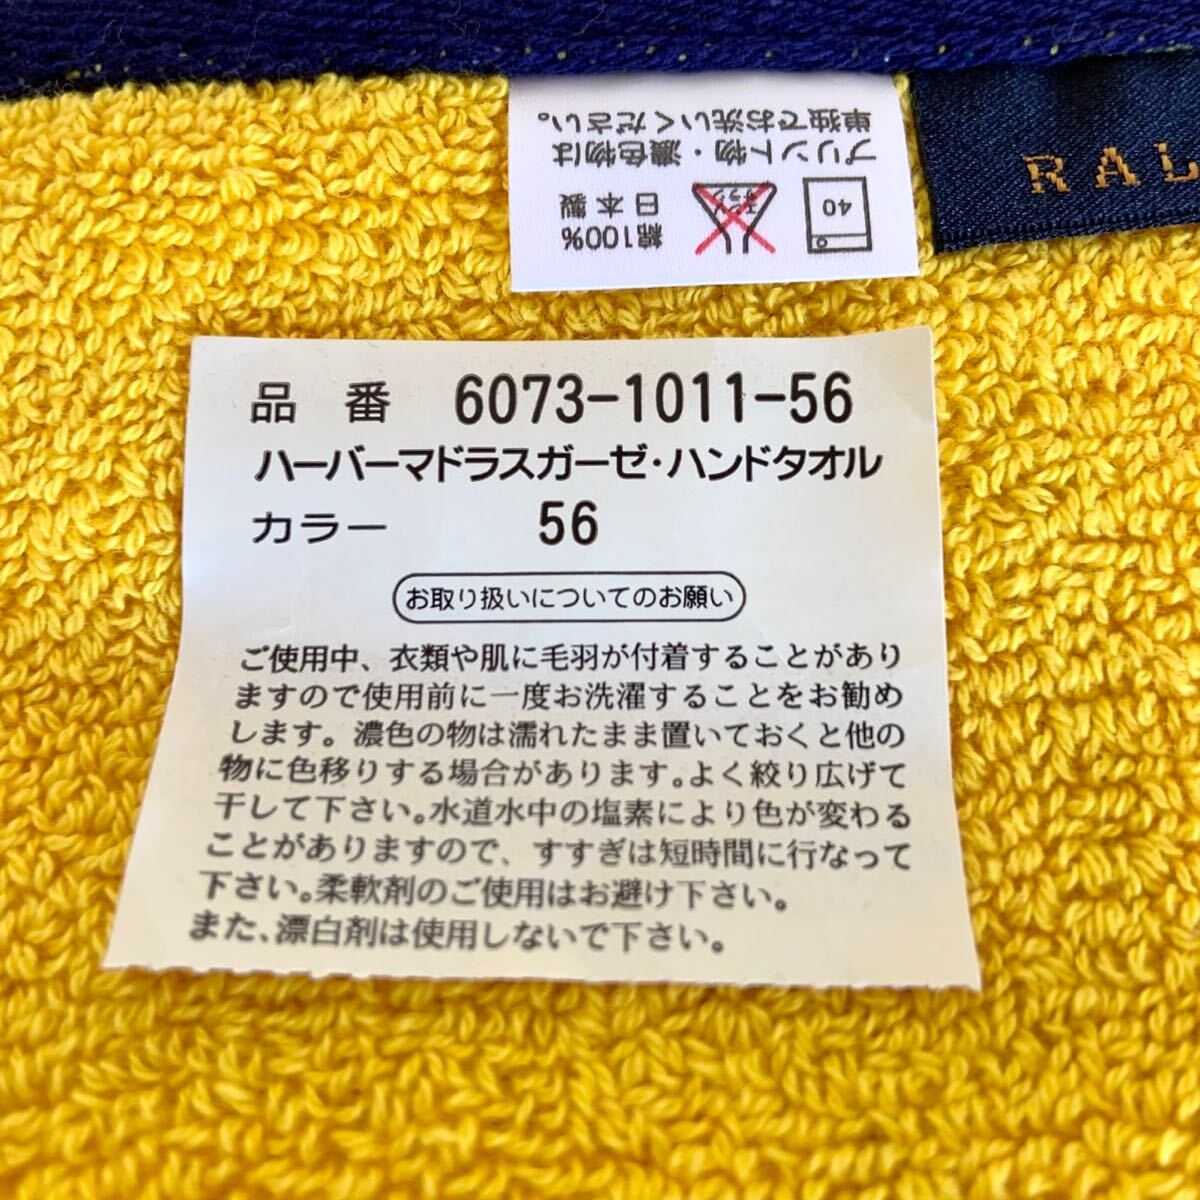 プリント物・濃色物は
単独でお洗いください。
40
エンソ
サラシ
綿100%
日本製
RAL
品 番 6073-1011-56
ハーバーマドラスガーゼ・ハンドタオル
カラー 56
お取り扱いについてのお願い
ご使用中、衣類や肌に毛羽が付着することがあり
ますので使用前に一度お洗濯することをお勧め
します。濃色の物は濡れたまま置いておくと他の
物に色移りする場合があります。よく絞り広げて
干して下さい。水道水中の塩素により色が変わる
ことがありますので、すすぎは短時間に行なって
下さい。柔軟剤のご使用はお避け下さい。
また、漂白剤は使用しないで下さい。